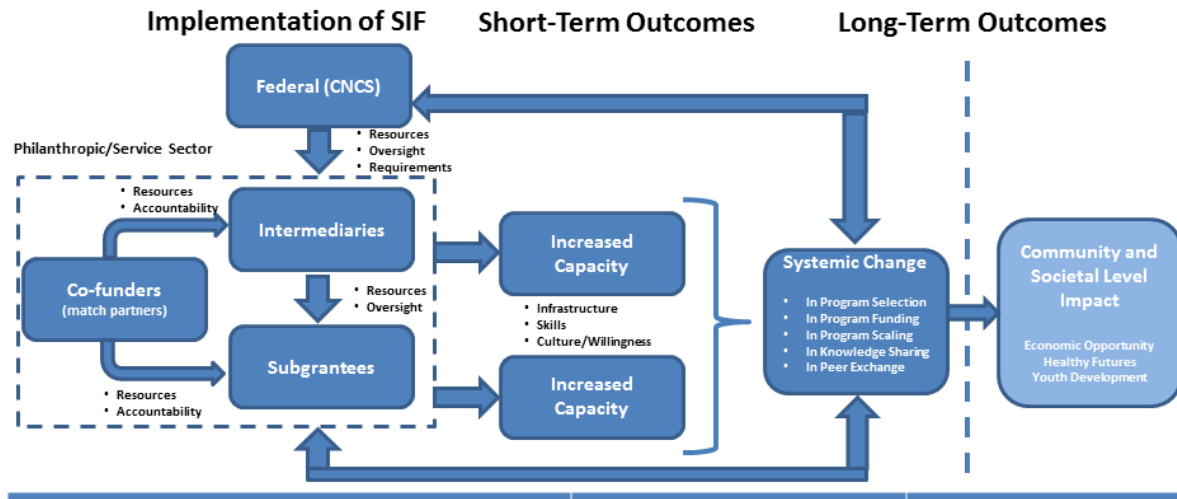 Implementation of SIF
Short-Term Outcomes
Long-Term Outcomes
Federal (CNCS)
• Resources
• Oversight
• Requirements
Philanthropic/Service Sector
• Resources
• Accountability
Intermediaries
Co-funders
(match partners)
• Resources
• Oversight
Subgrantees
• Resources
• Accountability
Increased
Capacity
• Infrastructure
• Skills
• Culture/Willingness
Increased
Capacity
Systemic Change
• In Program Selection
• In Program Funding
• In Program Scaling
• In Knowledge Sharing
• In Peer Exchange
Community and
Societal Level
Impact
Economic Opportunity
Healthy Futures
Youth Development